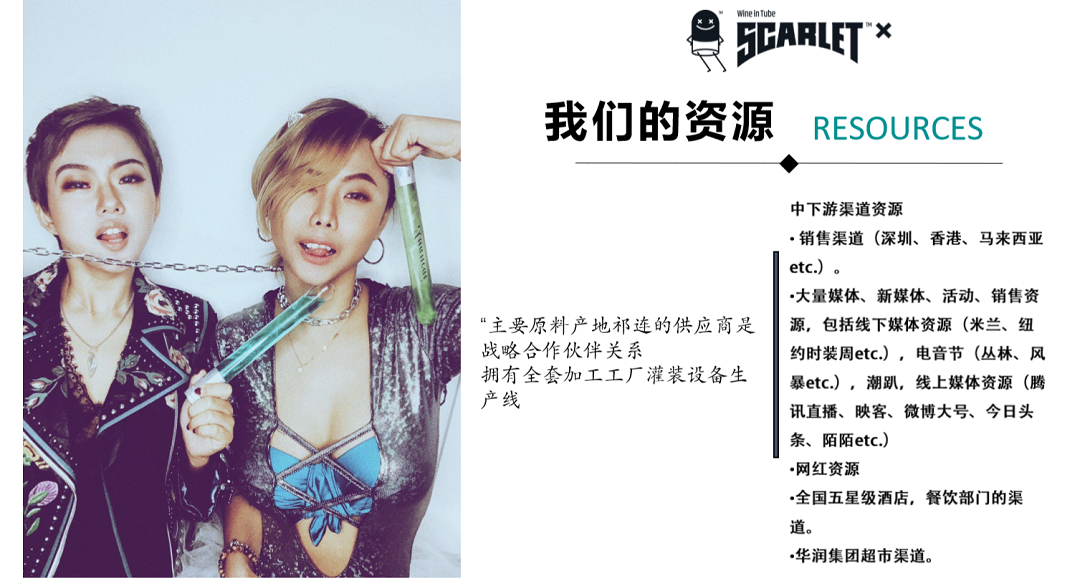 Wine in Tube
SCARLET™ ×
我们的资源 RESOURCES
“主要原料产地祁连的供应商是
战略合作伙伴关系
拥有全套加工工厂灌装设备生
产线
中下游渠道资源
• 销售渠道（深圳、香港、马来西亚
etc.）。
•大量媒体、新媒体、活动、销售资
源，包括线下媒体资源（米兰、纽
约时装周etc.），电音节（丛林、风
暴etc.），潮趴，线上媒体资源（腾
讯直播、映客、微博大号、今日头
条、陌陌etc.）
•网红资源
•全国五星级酒店，餐饮部门的渠
道。
•华润集团超市渠道。